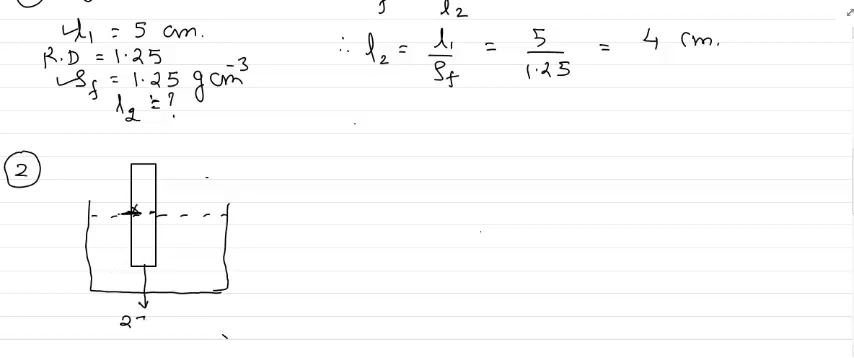 l₁ = 5 cm.
R.D = 1.25
ρf = 1.25 g cm⁻³
l₂ = ?
f l₂
∴ l₂ = l₁/ρf = 5/1.25 = 4 cm.
2